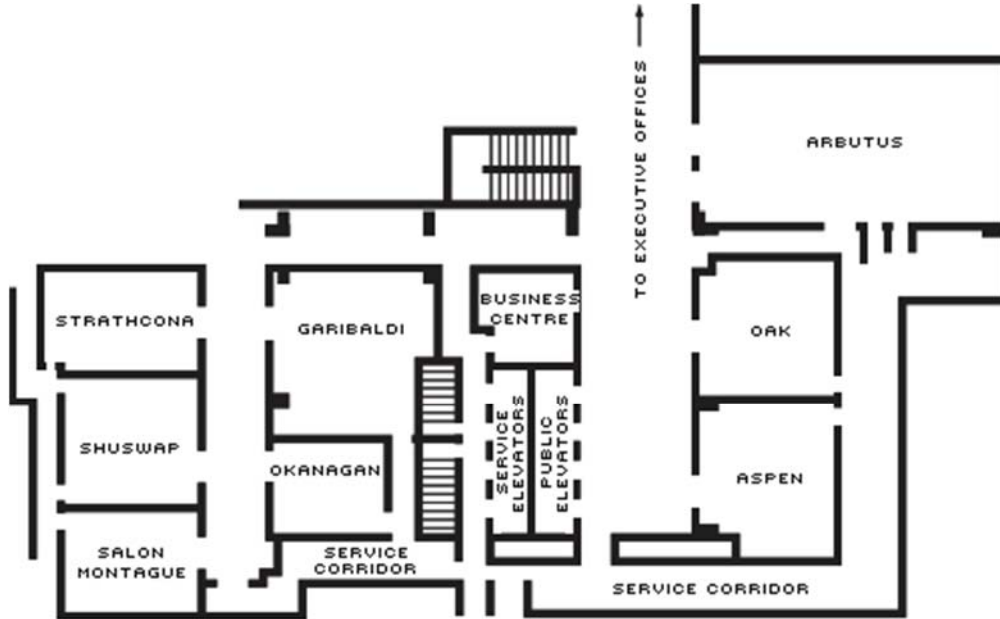 TO EXECUTIVE OFFICES
ARBUTUS
STRATHCONA
GARIBALDI
BUSINESS
CENTRE
OAK
SHUSWAP
OKANAGAN
SERVICE
ELEVATORS
PUBLIC
ELEVATORS
ASPEN
SALON
MONTAGUE
SERVICE
CORRIDOR
SERVICE CORRIDOR